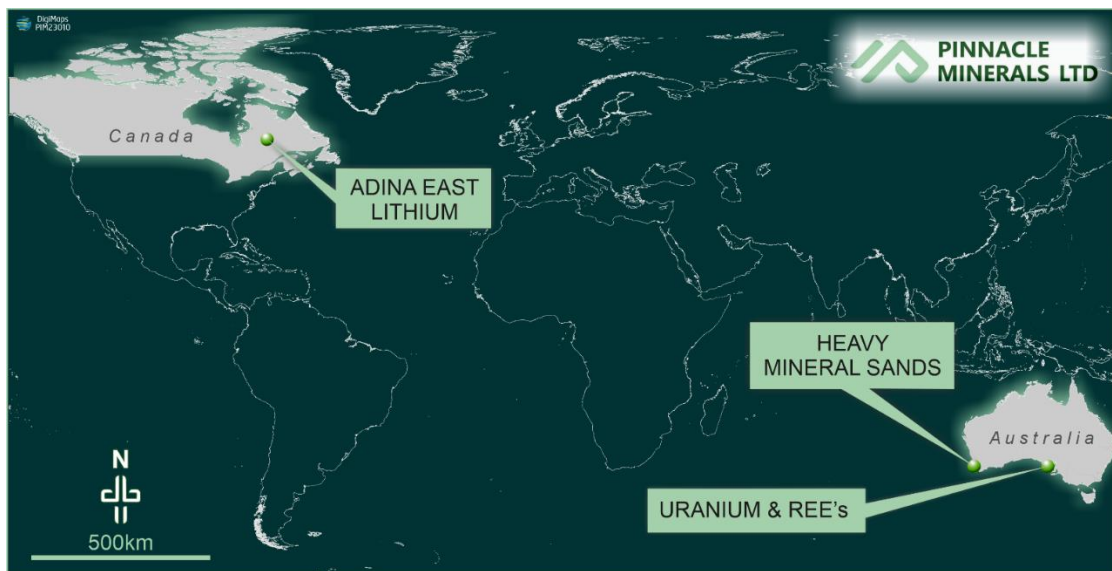 DigiMaps
PIM23010
PINNACLE
MINERALS LTD
Canada
ADINA EAST
LITHIUM
HEAVY
MINERAL SANDS
Australia
URANIUM & REE's
N
500km